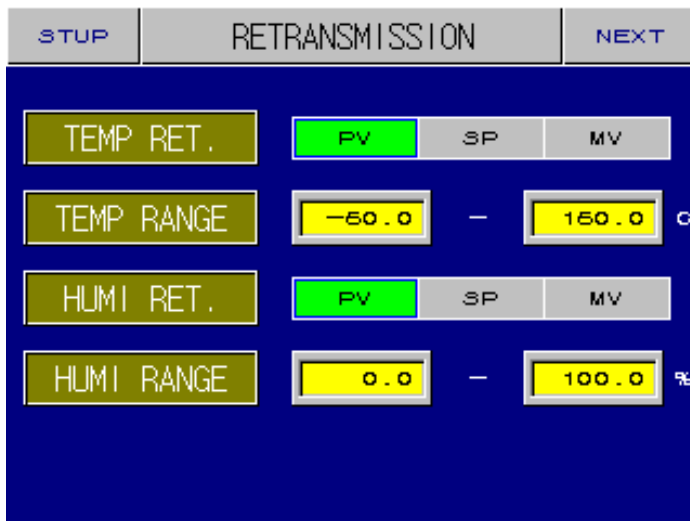 STUP RETRANSMISSION NEXT
TEMP RET. PV SP MV
TEMP RANGE -50.0 - 150.0
HUMI RET. PV SP MV
HUMI RANGE 0.0 - 100.0 %